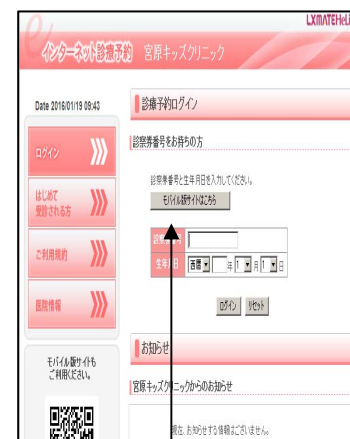 LXMATEHeLi
インターネット診療予約 宮原キッズクリニック
Date 2016/01/19 09:43
診療予約ログイン
診察券番号をお持ちの方
診察券番号と生年月日を入力してください。
モバイル版サイトはこちら
診察券番号
生年月日 西暦 年 1 月 1 日
ログイン リセット
ログイン
はじめて
受診される方
ご利用規約
医院情報
モバイル版サイトも
ご利用ください。
お知らせ
宮原キッズクリニックからのお知らせ
現在、お知らせする情報はございません。